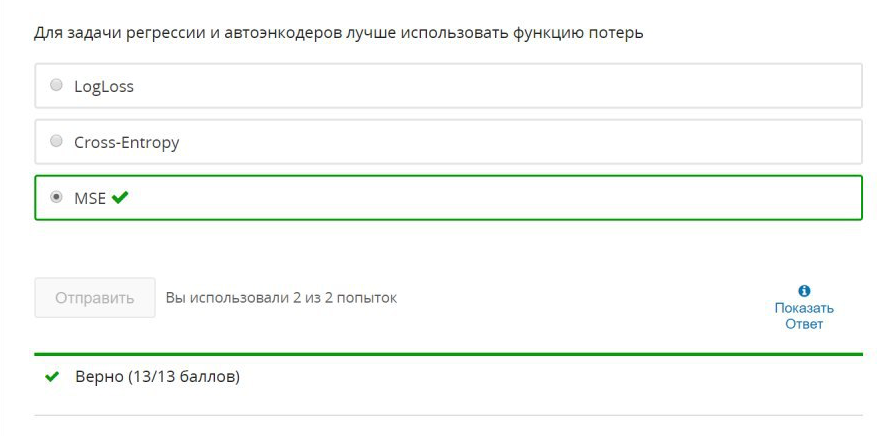 Для задачи регрессии и автоэнкодеров лучше использовать функцию потерь
LogLoss
Cross-Entropy
MSE
Отправить
Вы использовали 2 из 2 попыток
Показать
Ответ
Верно (13/13 баллов)